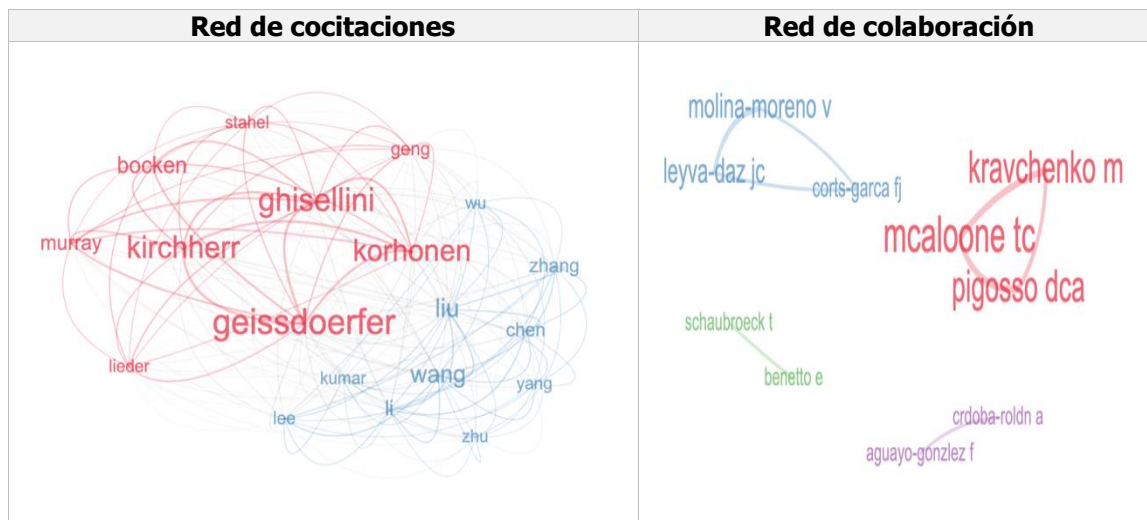 Red de cocitaciones
Red de colaboración
stahel
geng
bocken
ghisellini
wu
murray
kirchherr
korhonen
zhang
liu
geissdoerfer
chen
lieder
kumar
wang
yang
lee
li
zhu
molina-moreno v
leyva-daz jc
corts-garca fj
kravchenko m
mcaloone tc
pigosso dca
schaubroeck t
benetto e
crdoba-roldn a
aguayo-gonzlez f